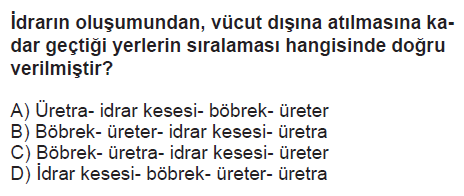 İdrarın oluşumundan, vücut dışına atılmasına ka-
dar geçtiği yerlerin sıralaması hangisinde doğru
verilmiştir?
A) Üretra- idrar kesesi- böbrek- üreter
B) Böbrek- üreter- idrar kesesi- üretra
C) Böbrek- üretra- idrar kesesi- üreter
D) İdrar kesesi- böbrek- üreter- üretra